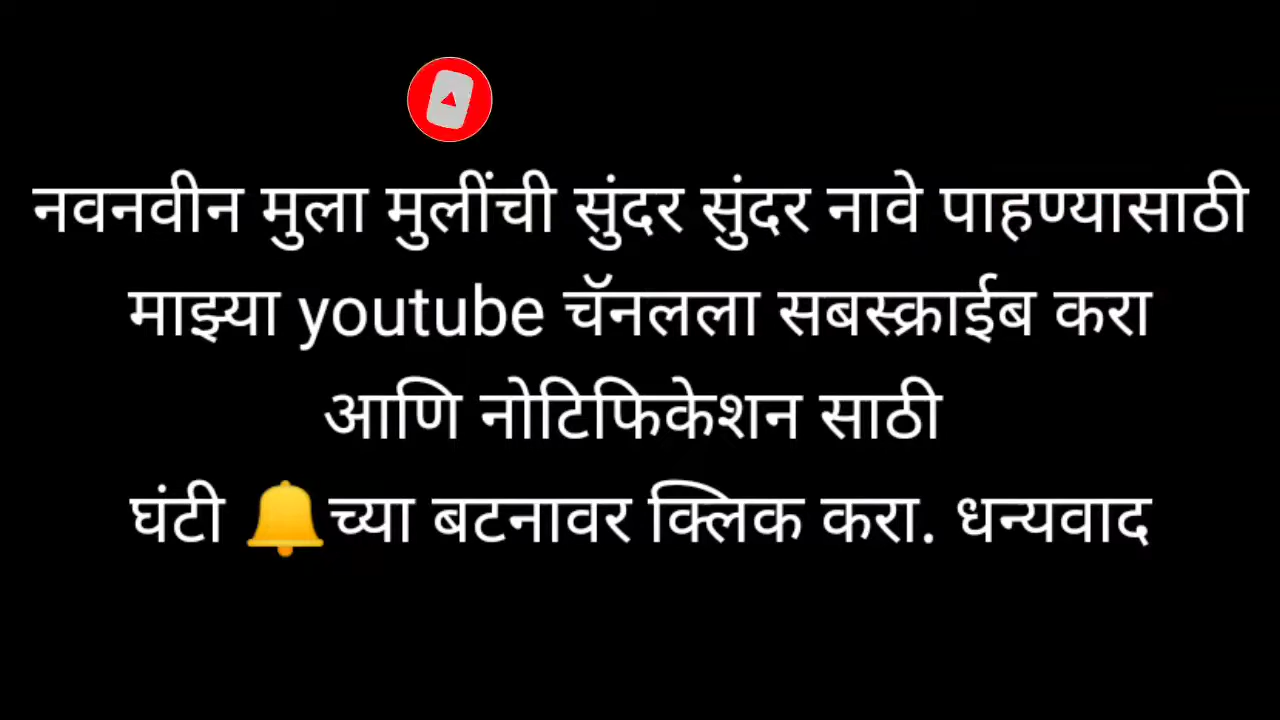 नवनवीन मुला मुलींची सुंदर सुंदर नावे पाहण्यासाठी
माझ्या youtube चॅनलला सबस्क्राईब करा
आणि नोटिफिकेशन साठी
घंटी 🔔च्या बटनावर क्लिक करा. धन्यवाद